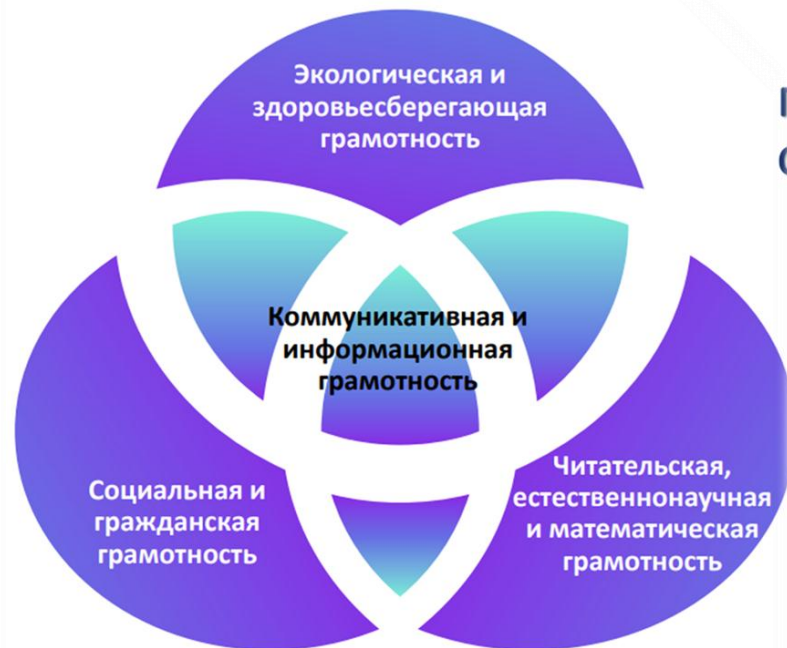 Экологическая и
здоровьесберегающая
грамотность
Коммуникативная и
информационная
грамотность
Социальная и
гражданская
грамотность
Читательская,
естественнонаучная
и математическая
грамотность